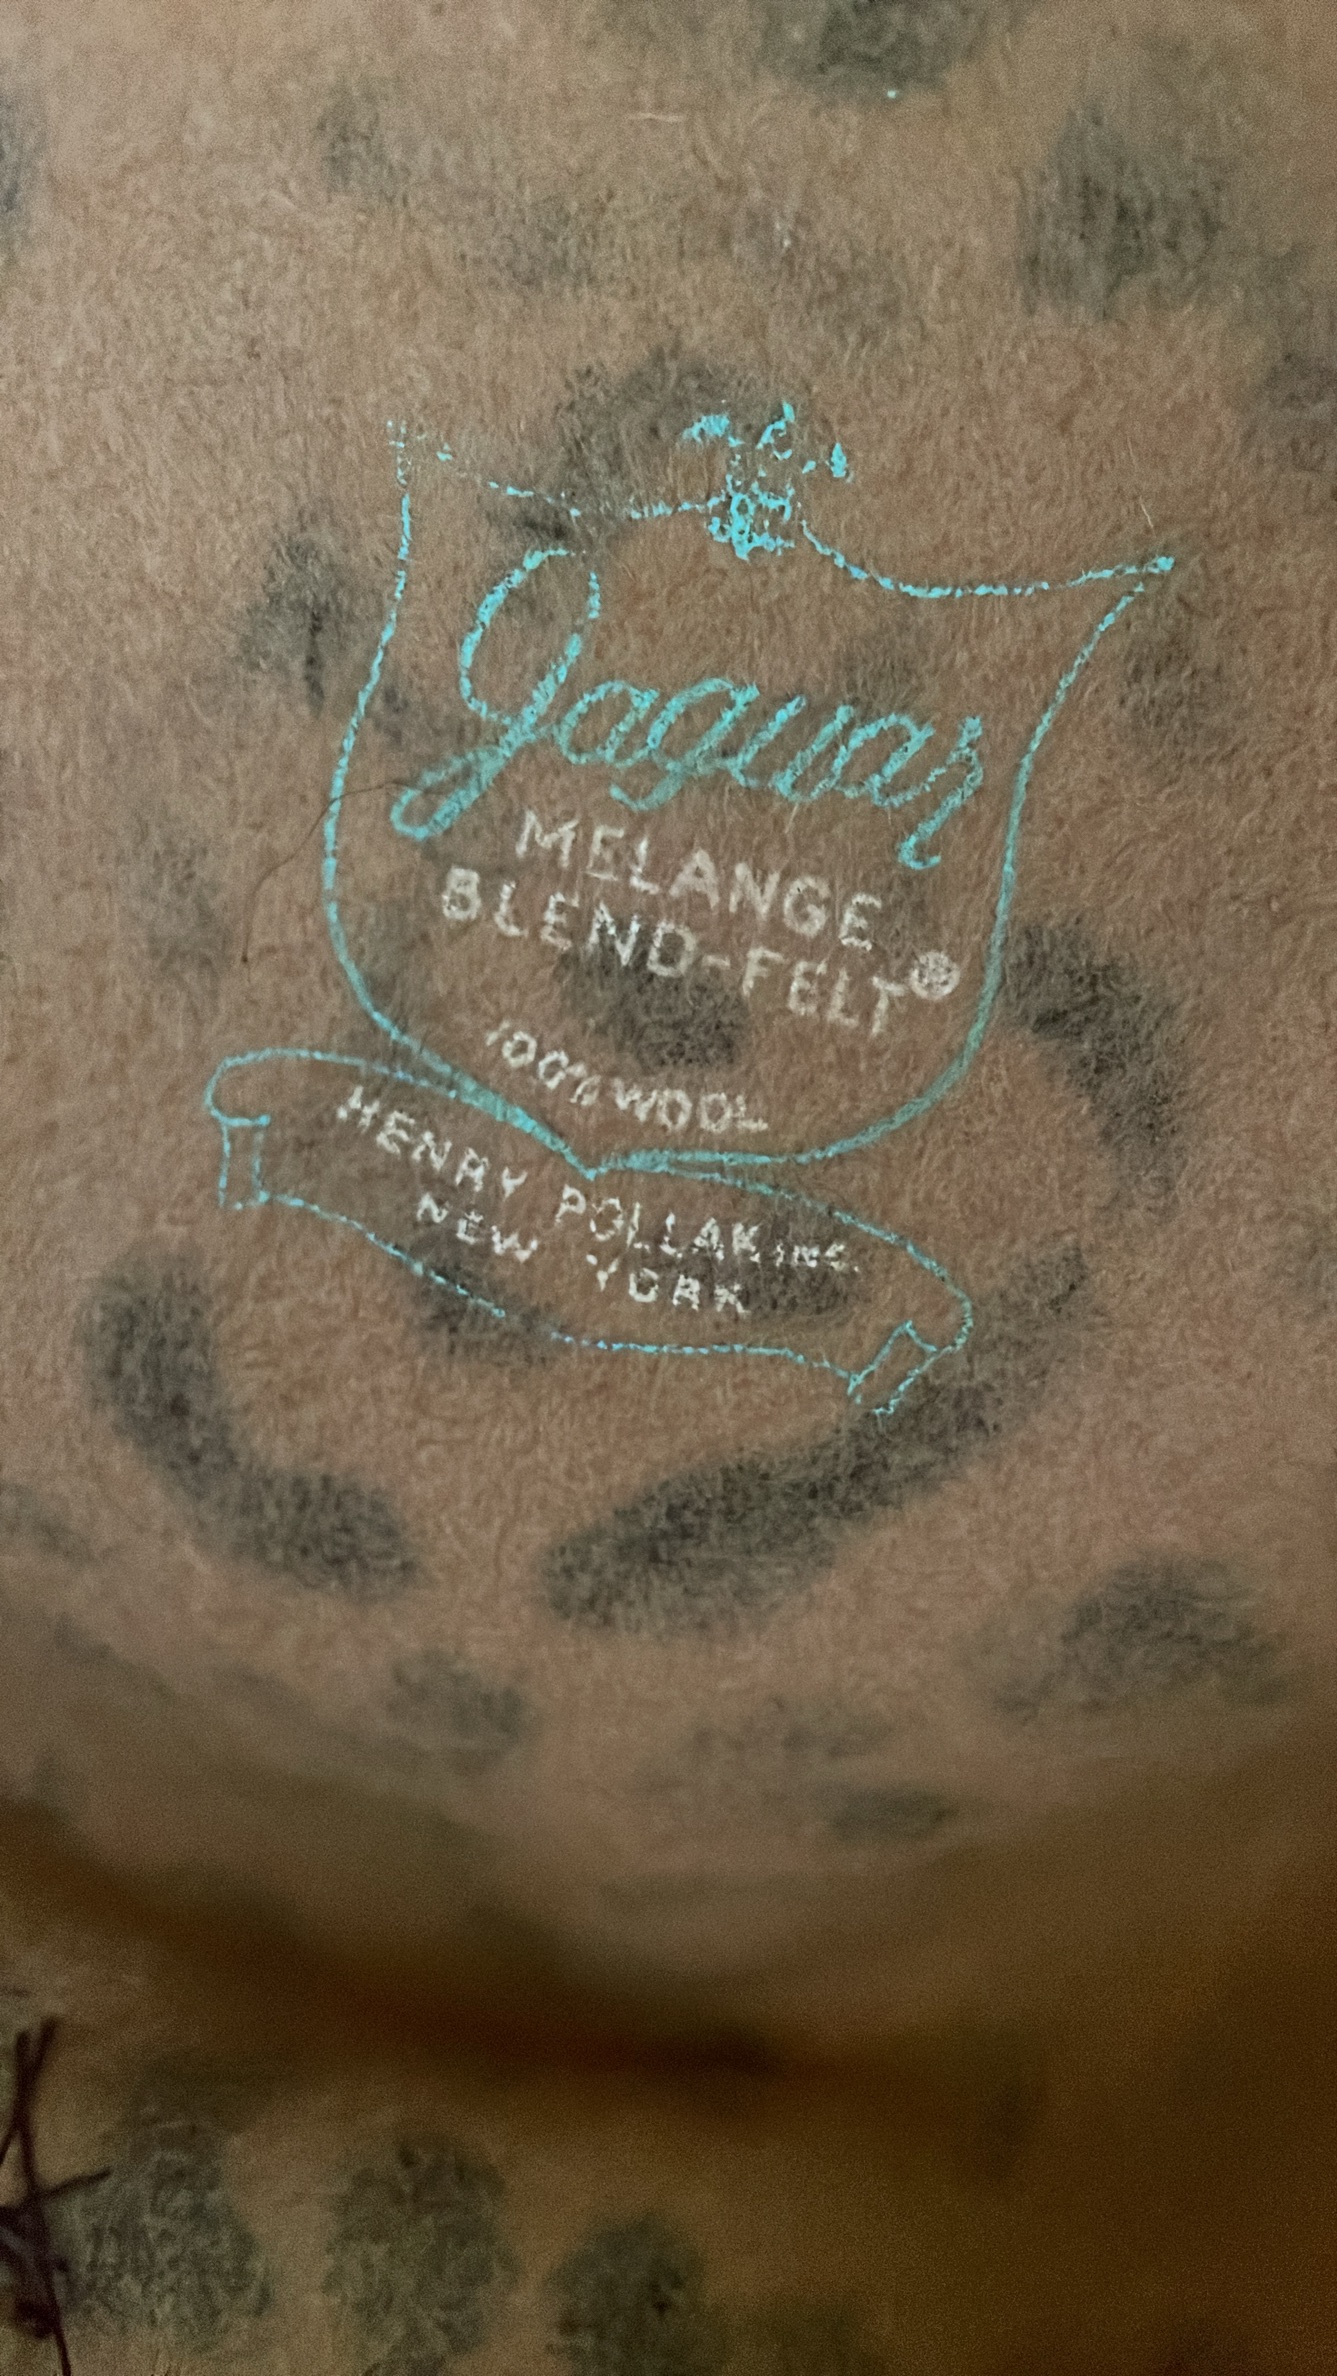 Jaguar
MELANGE
BLEND-FELT®
100% WOOL
HENRY POLLAK INC.
NEW YORK